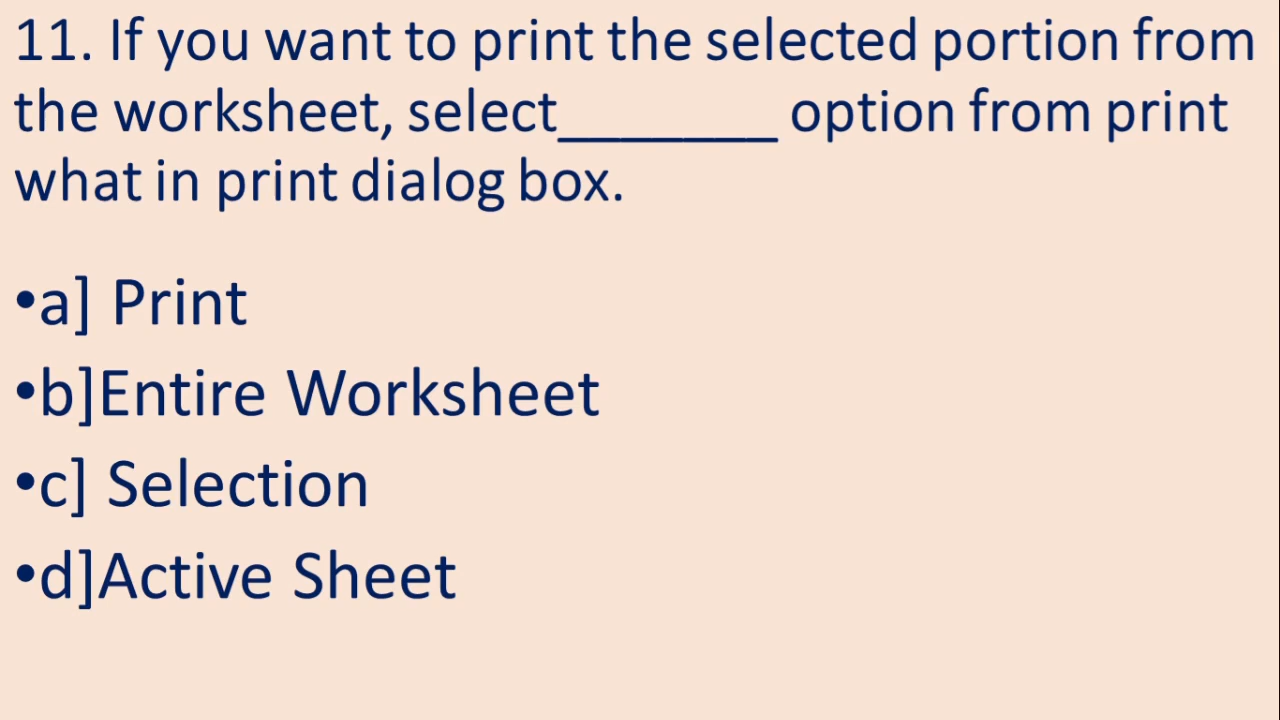 11. If you want to print the selected portion from
the worksheet, select_______ option from print
what in print dialog box.
•a] Print
•b]Entire Worksheet
•c] Selection
•d]Active Sheet